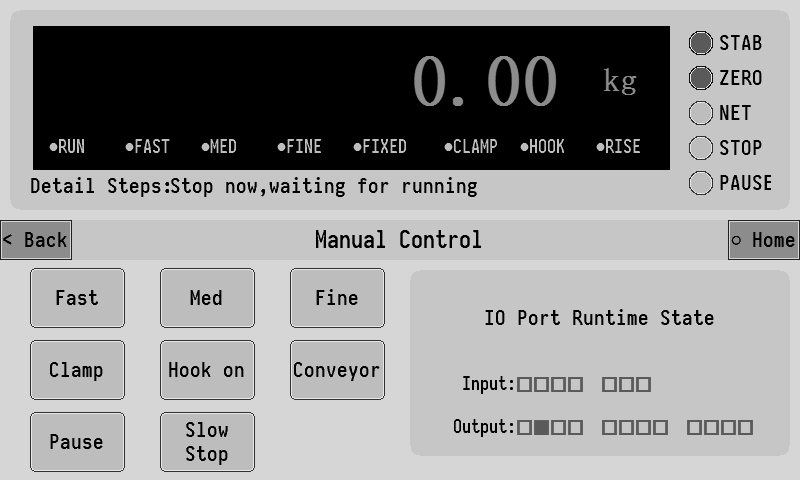 0.00 kg
●RUN ●FAST ●MED ●FINE ●FIXED ●CLAMP ●HOOK ●RISE
STAB
ZERO
NET
STOP
PAUSE
Detail Steps:Stop now,waiting for running
< Back
Manual Control
○ Home
Fast
Med
Fine
Clamp
Hook on
Conveyor
Pause
Slow
Stop
IO Port Runtime State
Input:
Output: